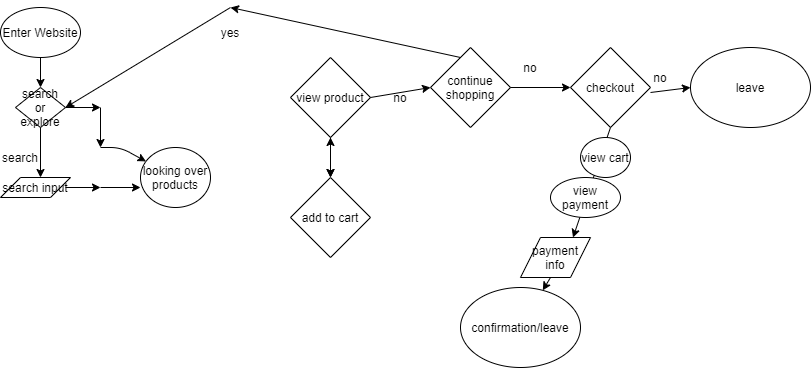 Enter Website
yes
search
or
explore
search
search input
looking over
products
view product
no
add to cart
continue
shopping
no
checkout
no
leave
view cart
view
payment
payment
info
confirmation/leave